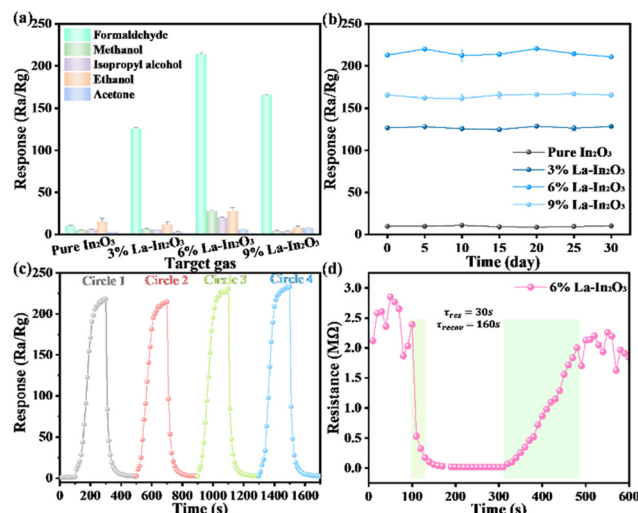 (a)
Response (Ra/Rg)
250
200
150
100
50
0
Formaldehyde
Methanol
Isopropyl alcohol
Ethanol
Acetone
Pure In₂O₃ 3% La-In₂O₃ 6% La-In₂O₃ 9% La-In₂O₃
Target gas
(b)
Response (Ra/Rg)
250
200
150
100
50
0
Pure In₂O₃
3% La-In₂O₃
6% La-In₂O₃
9% La-In₂O₃
0 5 10 15 20 25 30
Time (day)
(c)
Response (Ra/Rg)
Circle 1 Circle 2 Circle 3 Circle 4
250
200
150
100
50
0
200 400 600 800 1000 1200 1400 1600
Time (s)
(d)
Resistance (MΩ)
6% La-In₂O₃
τres = 30s
τrecov = 160s
3.0
2.5
2.0
1.5
1.0
0.5
0.0
0 100 200 300 400 500 600
Time (s)